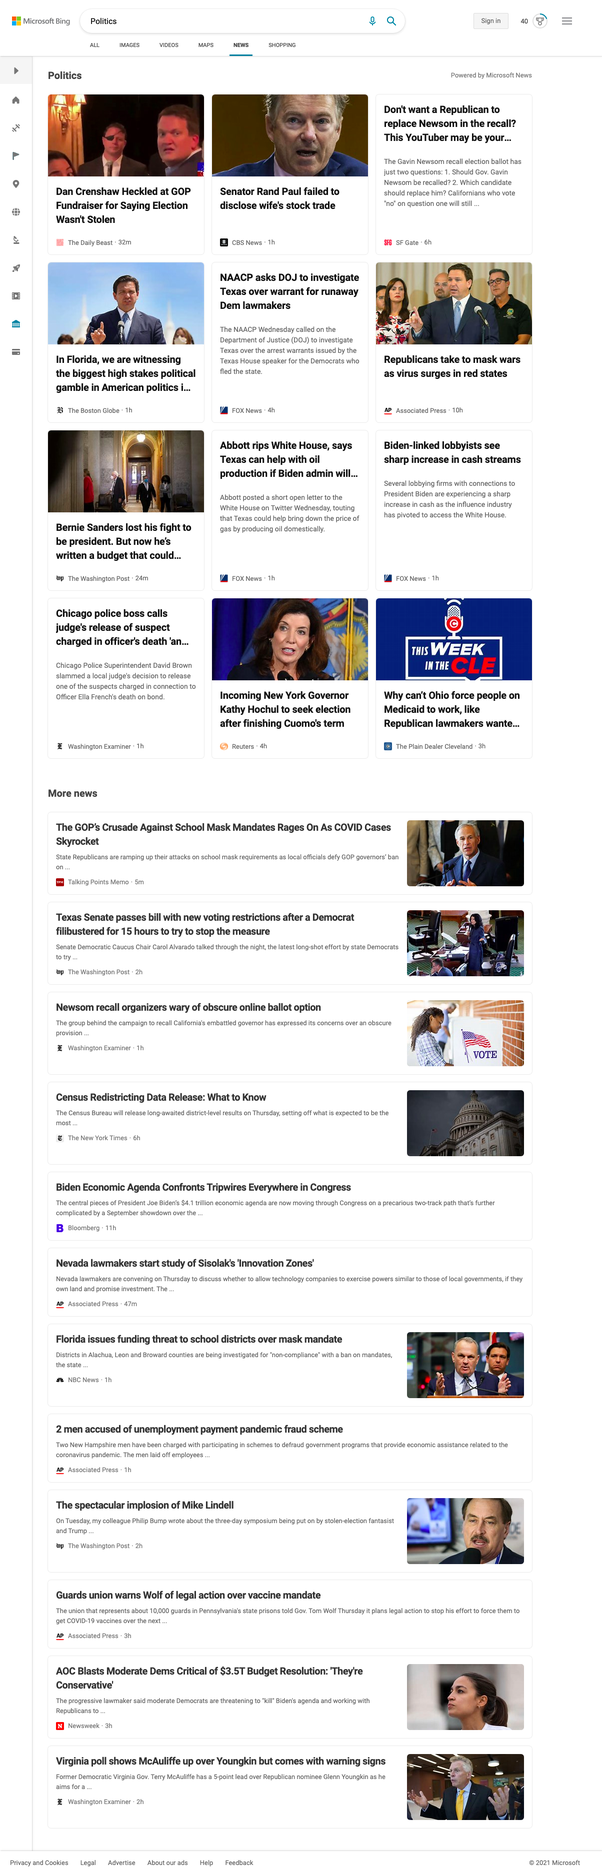 Microsoft Bing
Politics
Sign in
40
ALL
IMAGES
VIDEOS
MAPS
NEWS
SHOPPING
Politics
Powered by Microsoft News
Dan Crenshaw Heckled at GOP
Fundraiser for Saying Election
Wasn't Stolen
The Daily Beast · 32m
Senator Rand Paul failed to
disclose wife's stock trade
CBS News · 1h
Don't want a Republican to
replace Newsom in the recall?
This YouTuber may be your...
The Gavin Newsom recall election ballot has
just two questions: 1. Should Gov. Gavin
Newsom be recalled? 2. Which candidate
should replace him? Californians who vote
"no" on question one will still ...
SF Gate · 6h
In Florida, we are witnessing
the biggest high stakes political
gamble in American politics i...
The Boston Globe · 1h
NAACP asks DOJ to investigate
Texas over warrant for runaway
Dem lawmakers
The NAACP Wednesday called on the
Department of Justice (DOJ) to investigate
Texas over the arrest warrants issued by the
Texas House speaker for the Democrats who
fled the state.
FOX News · 4h
Republicans take to mask wars
as virus surges in red states
AP Associated Press · 10h
Bernie Sanders lost his fight to
be president. But now he's
written a budget that could...
wp The Washington Post · 24m
Abbott rips White House, says
Texas can help with oil
production if Biden admin will...
Abbott posted a short open letter to the
White House on Twitter Wednesday, touting
that Texas could help bring down the price of
gas by producing oil domestically.
FOX News · 1h
Biden-linked lobbyists see
sharp increase in cash streams
Several lobbying firms with connections to
President Biden are experiencing a sharp
increase in cash as the influence industry
has pivoted to access the White House.
FOX News · 1h
Chicago police boss calls
judge's release of suspect
charged in officer's death 'an...
Chicago Police Superintendent David Brown
slammed a local judge's decision to release
one of the suspects charged in connection to
Officer Ella French's death on bond.
Washington Examiner · 1h
Incoming New York Governor
Kathy Hochul to seek election
after finishing Cuomo's term
Reuters · 4h
THIS WEEK
IN THE CLE
Why can't Ohio force people on
Medicaid to work, like
Republican lawmakers wante...
The Plain Dealer Cleveland · 3h
More news
The GOP's Crusade Against School Mask Mandates Rages On As COVID Cases
Skyrocket
State Republicans are ramping up their attacks on school mask requirements as local officials defy GOP governors' ban
on ...
Talking Points Memo · 5m
Texas Senate passes bill with new voting restrictions after a Democrat
filibustered for 15 hours to try to stop the measure
Senate Democratic Caucus Chair Carol Alvarado talked through the night, the latest long-shot effort by state Democrats
to try ...
wp The Washington Post · 2h
Newsom recall organizers wary of obscure online ballot option
The group behind the campaign to recall California's embattled governor has expressed its concerns over an obscure
provision ...
Washington Examiner · 1h
VOTE
Census Redistricting Data Release: What to Know
The Census Bureau will release long-awaited district-level results on Thursday, setting off what is expected to be the
most ...
The New York Times · 6h
Biden Economic Agenda Confronts Tripwires Everywhere in Congress
The central pieces of President Joe Biden's $4.1 trillion economic agenda are now moving through Congress on a precarious two-track path that's further
complicated by a September showdown over the ...
B Bloomberg · 11h
Nevada lawmakers start study of Sisolak's 'Innovation Zones'
Nevada lawmakers are convening on Thursday to discuss whether to allow technology companies to exercise powers similar to those of local governments, if they
own land and promise investment. The ...
AP Associated Press · 47m
Florida issues funding threat to school districts over mask mandate
Districts in Alachua, Leon and Broward counties are being investigated for "non-compliance" with a ban on mandates,
the state ...
NBC News · 1h
2 men accused of unemployment payment pandemic fraud scheme
Two New Hampshire men have been charged with participating in schemes to defraud government programs that provide economic assistance related to the
coronavirus pandemic. The men laid off employees ...
AP Associated Press · 1h
The spectacular implosion of Mike Lindell
On Tuesday, my colleague Philip Bump wrote about the three-day symposium being put on by stolen-election fantasist
and Trump ...
wp The Washington Post · 2h
Guards union warns Wolf of legal action over vaccine mandate
The union that represents about 10,000 guards in Pennsylvania's state prisons told Gov. Tom Wolf Thursday it plans legal action to stop his effort to force them to
get COVID-19 vaccines over the next ...
AP Associated Press · 3h
AOC Blasts Moderate Dems Critical of $3.5T Budget Resolution: 'They're
Conservative'
The progressive lawmaker said moderate Democrats are threatening to "kill" Biden's agenda and working with
Republicans to ...
N Newsweek · 3h
Virginia poll shows McAuliffe up over Youngkin but comes with warning signs
Former Democratic Virginia Gov. Terry McAuliffe has a 5-point lead over Republican nominee Glenn Youngkin as he
aims for a ...
Washington Examiner · 2h
Privacy and Cookies
Legal
Advertise
About our ads
Help
Feedback
© 2021 Microsoft